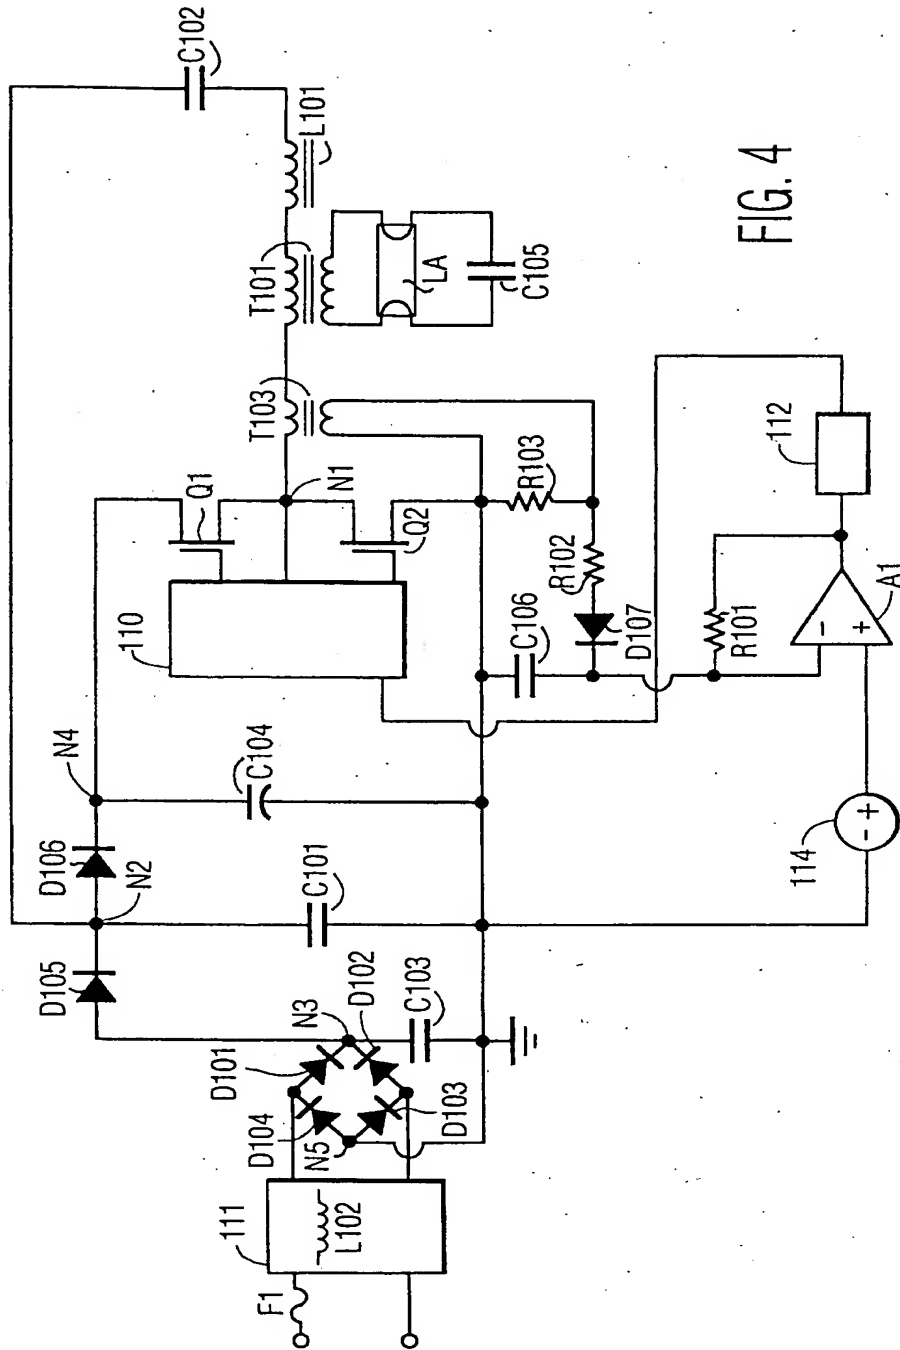 F1
111
L102
D104
D101
N5
N3
D103
D102
C103
D105
N2
D106
N4
C101
C104
110
Q1
N1
Q2
T103
T101
L101
C102
LA
C105
R103
R102
C106
D107
R101
-
+
A1
112
- +
114
FIG. 4